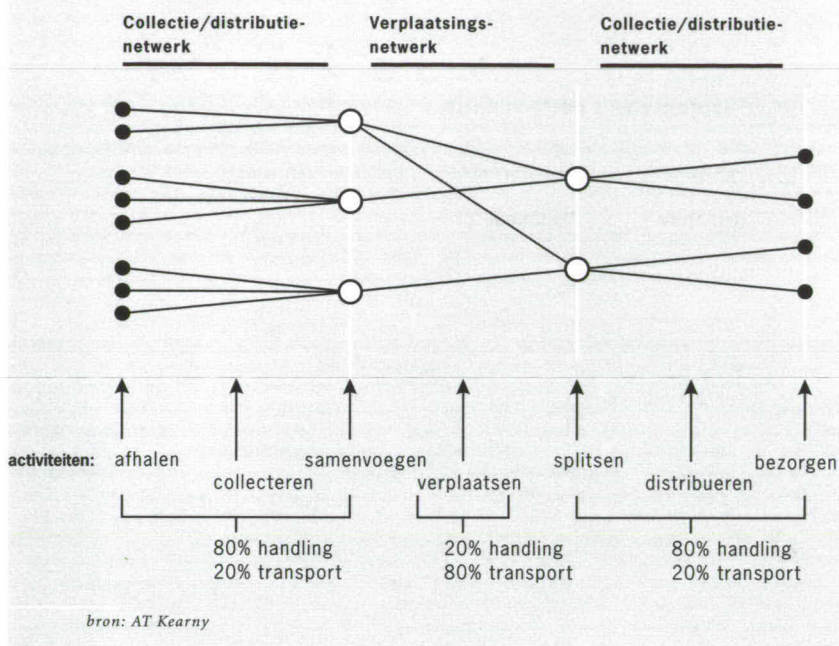 Collectie/distributie-
netwerk
Verplaatsings-
netwerk
Collectie/distributie-
netwerk
activiteiten: afhalen samenvoegen splitsen bezorgen
collecteren verplaatsen distribueren
80% handling
20% transport
20% handling
80% transport
80% handling
20% transport
bron: AT Kearny